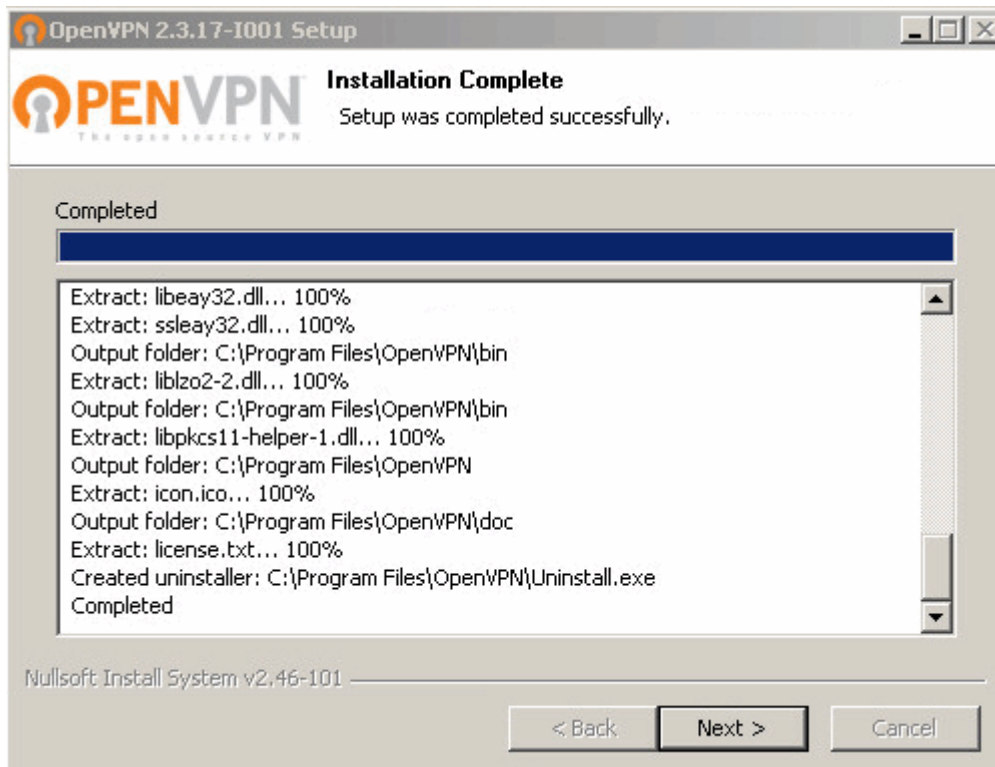 OpenVPN 2.3.17-I001 Setup
OPENVPN
The open source VPN
Installation Complete
Setup was completed successfully.
Completed
Extract: libeay32.dll... 100%
Extract: ssleay32.dll... 100%
Output folder: C:\Program Files\OpenVPN\bin
Extract: liblzo2-2.dll... 100%
Output folder: C:\Program Files\OpenVPN\bin
Extract: libpkcs11-helper-1.dll... 100%
Output folder: C:\Program Files\OpenVPN
Extract: icon.ico... 100%
Output folder: C:\Program Files\OpenVPN\doc
Extract: license.txt... 100%
Created uninstaller: C:\Program Files\OpenVPN\Uninstall.exe
Completed
Nullsoft Install System v2.46-101
< Back Next > Cancel